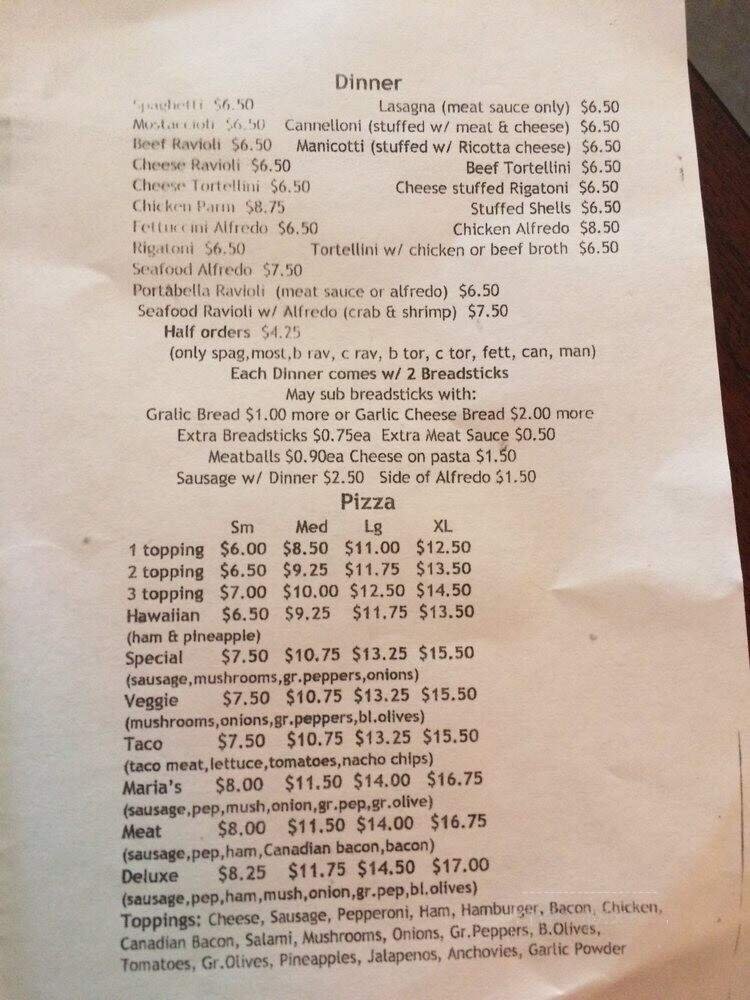 Dinner
Spaghetti $6.50 Lasagna (meat sauce only) $6.50
Mostaccioli $6.50 Cannelloni (stuffed w/ meat & cheese) $6.50
Beef Ravioli $6.50 Manicotti (stuffed w/ Ricotta cheese) $6.50
Cheese Ravioli $6.50 Beef Tortellini $6.50
Cheese Tortellini $6.50 Cheese stuffed Rigatoni $6.50
Chicken Parm $8.75 Stuffed Shells $6.50
Fettuccini Alfredo $6.50 Chicken Alfredo $8.50
Rigatoni $6.50 Tortellini w/ chicken or beef broth $6.50
Seafood Alfredo $7.50
Portabella Ravioli (meat sauce or alfredo) $6.50
Seafood Ravioli w/ Alfredo (crab & shrimp) $7.50
Half orders $4.25
(only spag,most,b rav, c rav, b tor, c tor, fett, can, man)
Each Dinner comes w/ 2 Breadsticks
May sub breadsticks with:
Gralic Bread $1.00 more or Garlic Cheese Bread $2.00 more
Extra Breadsticks $0.75ea Extra Meat Sauce $0.50
Meatballs $0.90ea Cheese on pasta $1.50
Sausage w/ Dinner $2.50 Side of Alfredo $1.50
Pizza
Sm Med Lg XL
1 topping $6.00 $8.50 $11.00 $12.50
2 topping $6.50 $9.25 $11.75 $13.50
3 topping $7.00 $10.00 $12.50 $14.50
Hawaiian $6.50 $9.25 $11.75 $13.50
(ham & pineapple)
Special $7.50 $10.75 $13.25 $15.50
(sausage,mushrooms,gr.peppers,onions)
Veggie $7.50 $10.75 $13.25 $15.50
(mushrooms,onions,gr.peppers,bl.olives)
Taco $7.50 $10.75 $13.25 $15.50
(taco meat,lettuce,tomatoes,nacho chips)
Maria's $8.00 $11.50 $14.00 $16.75
(sausage,pep,mush,onion,gr.pep,gr.olive)
Meat $8.00 $11.50 $14.00 $16.75
(sausage,pep,ham,Canadian bacon,bacon)
Deluxe $8.25 $11.75 $14.50 $17.00
(sausage,pep,ham,mush,onion,gr.pep,bl.olives)
Toppings: Cheese, Sausage, Pepperoni, Ham, Hamburger, Bacon, Chicken,
Canadian Bacon, Salami, Mushrooms, Onions, Gr.Peppers, B.Olives,
Tomatoes, Gr.Olives, Pineapples, Jalapenos, Anchovies, Garlic Powder